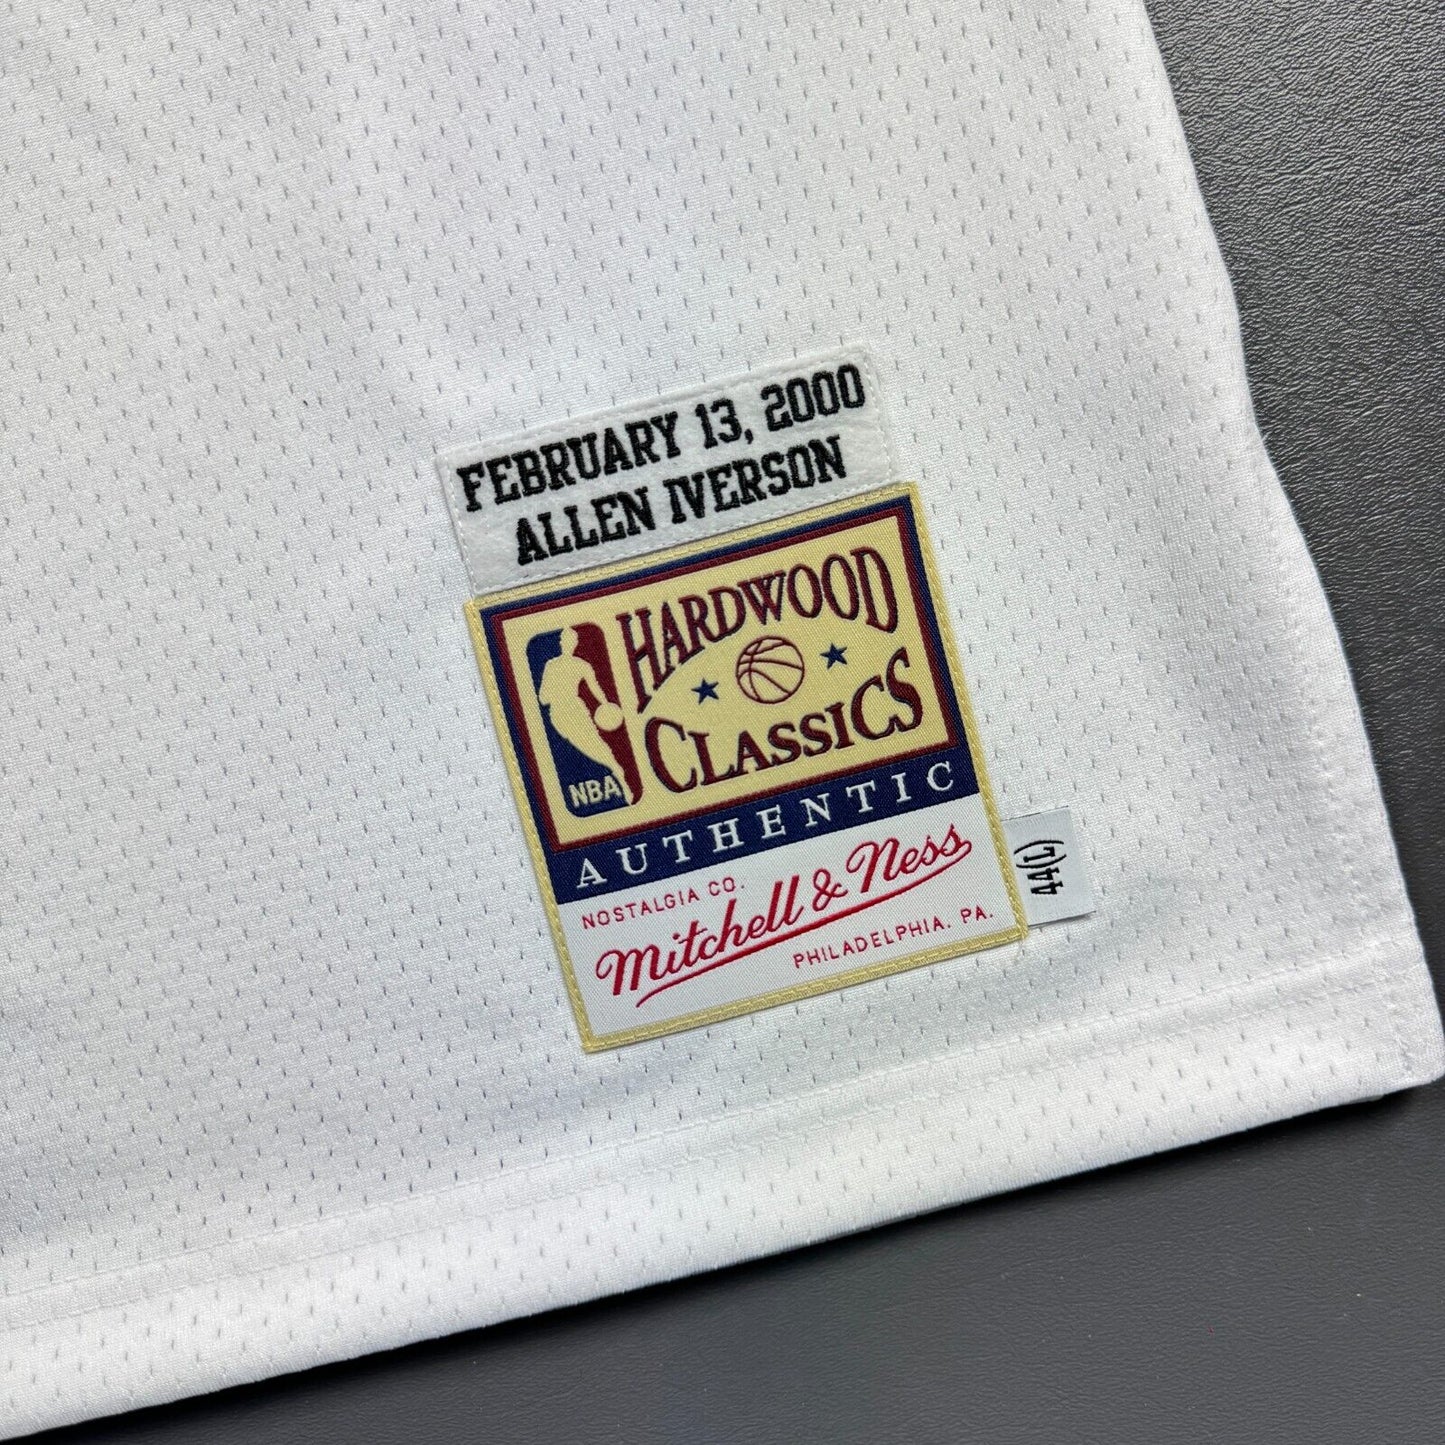 FEBRUARY 13, 2000
ALLEN IVERSON
HARDWOOD
CLASSICS
NBA
AUTHENTIC
NOSTALGIA CO.
Mitchell & Ness
PHILADELPHIA. PA.
44(L)